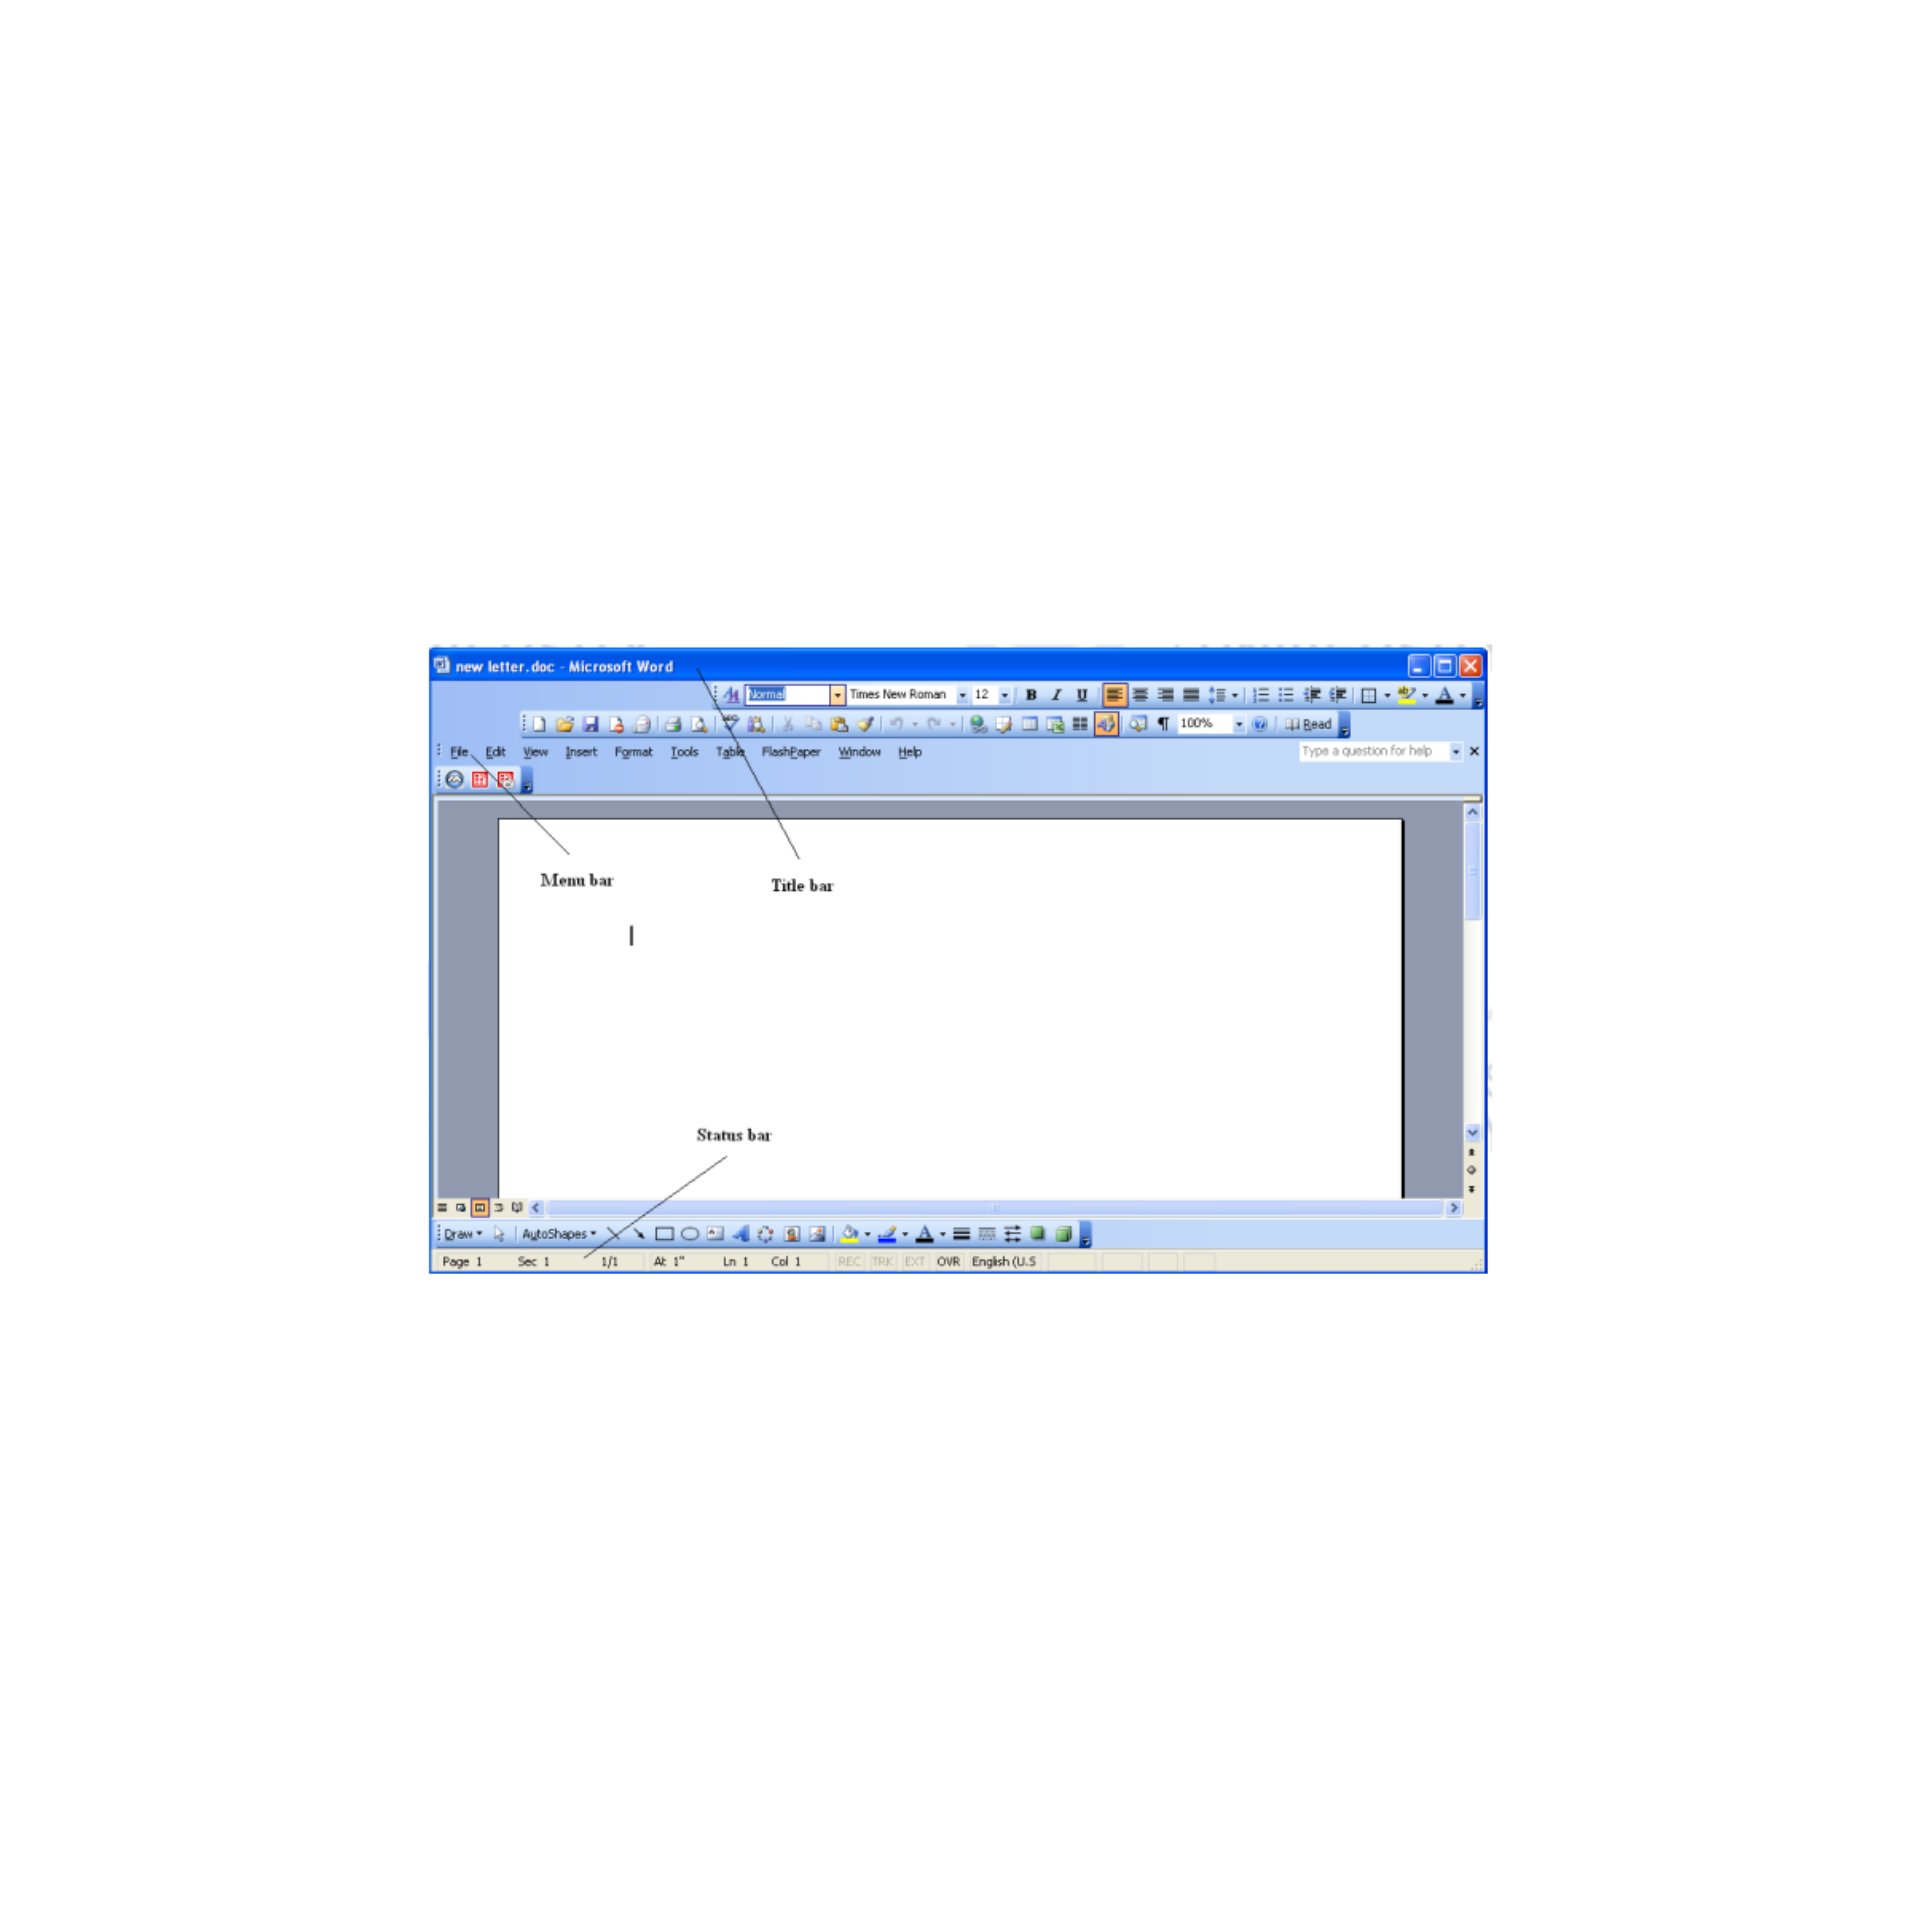 new letter.doc - Microsoft Word
Normal Times New Roman 12 B I U
100% Read
File Edit View Insert Format Tools Table FlashPaper Window Help Type a question for help
Menu bar Title bar
Status bar
Draw AutoShapes
Page 1 Sec 1 1/1 At 1" Ln 1 Col 1 REC TRK EXT OVR English (U.S